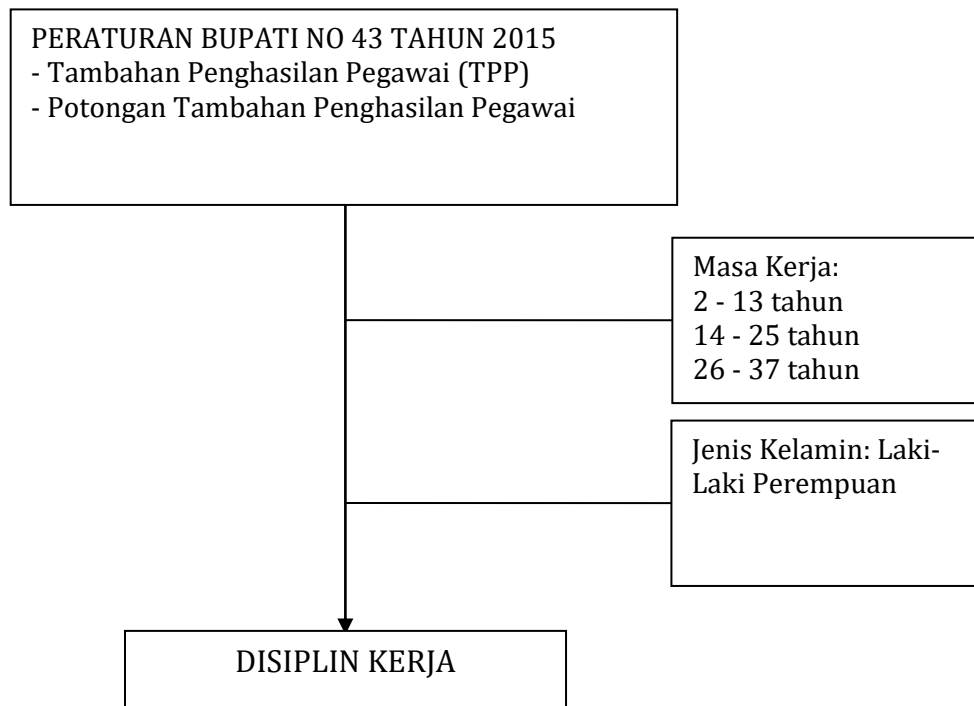 PERATURAN BUPATI NO 43 TAHUN 2015
- Tambahan Penghasilan Pegawai (TPP)
- Potongan Tambahan Penghasilan Pegawai
Masa Kerja:
2 - 13 tahun
14 - 25 tahun
26 - 37 tahun
Jenis Kelamin: Laki-
Laki Perempuan
DISIPLIN KERJA